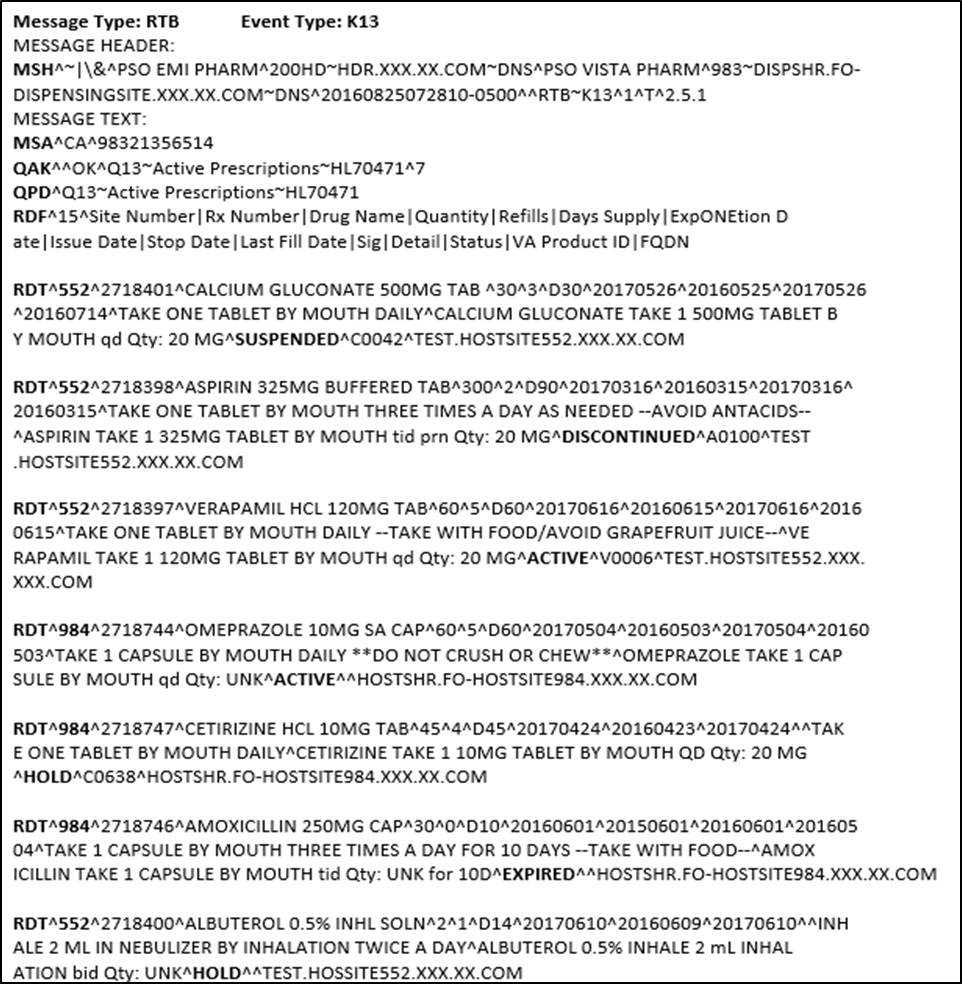 Message Type: RTB Event Type: K13
MESSAGE HEADER:
MSH^~|\&^PSO EMI PHARM^200HD~HDR.XXX.XX.COM~DNS^PSO VISTA PHARM^983~DISPSHR.FO-
DISPENSINGSITE.XXX.XX.COM~DNS^20160825072810-0500^^RTB~K13^1^T^2.5.1
MESSAGE TEXT:
MSA^CA^98321356514
QAK^^OK^Q13~Active Prescriptions~HL70471^7
QPD^Q13~Active Prescriptions~HL70471
RDF^15^Site Number|Rx Number|Drug Name|Quantity|Refills|Days Supply|ExpONEtion D
ate|Issue Date|Stop Date|Last Fill Date|Sig|Detail|Status|VA Product ID|FQDN
RDT^552^2718401^CALCIUM GLUCONATE 500MG TAB ^30^3^D30^20170526^20160525^20170526
^20160714^TAKE ONE TABLET BY MOUTH DAILY^CALCIUM GLUCONATE TAKE 1 500MG TABLET B
Y MOUTH qd Qty: 20 MG^SUSPENDED^C0042^TEST.HOSTSITE552.XXX.XX.COM
RDT^552^2718398^ASPIRIN 325MG BUFFERED TAB^300^2^D90^20170316^20160315^20170316^
20160315^TAKE ONE TABLET BY MOUTH THREE TIMES A DAY AS NEEDED --AVOID ANTACIDS--
^ASPIRIN TAKE 1 325MG TABLET BY MOUTH tid prn Qty: 20 MG^DISCONTINUED^A0100^TEST
.HOSTSITE552.XXX.XX.COM
RDT^552^2718397^VERAPAMIL HCL 120MG TAB^60^5^D60^20170616^20160615^20170616^2016
0615^TAKE ONE TABLET BY MOUTH DAILY --TAKE WITH FOOD/AVOID GRAPEFRUIT JUICE--^VE
RAPAMIL TAKE 1 120MG TABLET BY MOUTH qd Qty: 20 MG^ACTIVE^V0006^TEST.HOSTSITE552.XXX.
XXX.COM
RDT^984^2718744^OMEPRAZOLE 10MG SA CAP^60^5^D60^20170504^20160503^20170504^20160
503^TAKE 1 CAPSULE BY MOUTH DAILY **DO NOT CRUSH OR CHEW**^OMEPRAZOLE TAKE 1 CAP
SULE BY MOUTH qd Qty: UNK^ACTIVE^^HOSTSHR.FO-HOSTSITE984.XXX.XX.COM
RDT^984^2718747^CETIRIZINE HCL 10MG TAB^45^4^D45^20170424^20160423^20170424^^TAK
E ONE TABLET BY MOUTH DAILY^CETIRIZINE TAKE 1 10MG TABLET BY MOUTH QD Qty: 20 MG
^HOLD^C0638^HOSTSHR.FO-HOSTSITE984.XXX.XX.COM
RDT^984^2718746^AMOXICILLIN 250MG CAP^30^0^D10^20160601^20150601^20160601^201605
04^TAKE 1 CAPSULE BY MOUTH THREE TIMES A DAY FOR 10 DAYS --TAKE WITH FOOD--^AMOX
ICILLIN TAKE 1 CAPSULE BY MOUTH tid Qty: UNK for 10D^EXPIRED^^HOSTSHR.FO-HOSTSITE984.XXX.XX.COM
RDT^552^2718400^ALBUTEROL 0.5% INHL SOLN^2^1^D14^20170610^20160609^20170610^^INH
ALE 2 ML IN NEBULIZER BY INHALATION TWICE A DAY^ALBUTEROL 0.5% INHALE 2 mL INHAL
ATION bid Qty: UNK^HOLD^^TEST.HOSSITE552.XXX.XX.COM